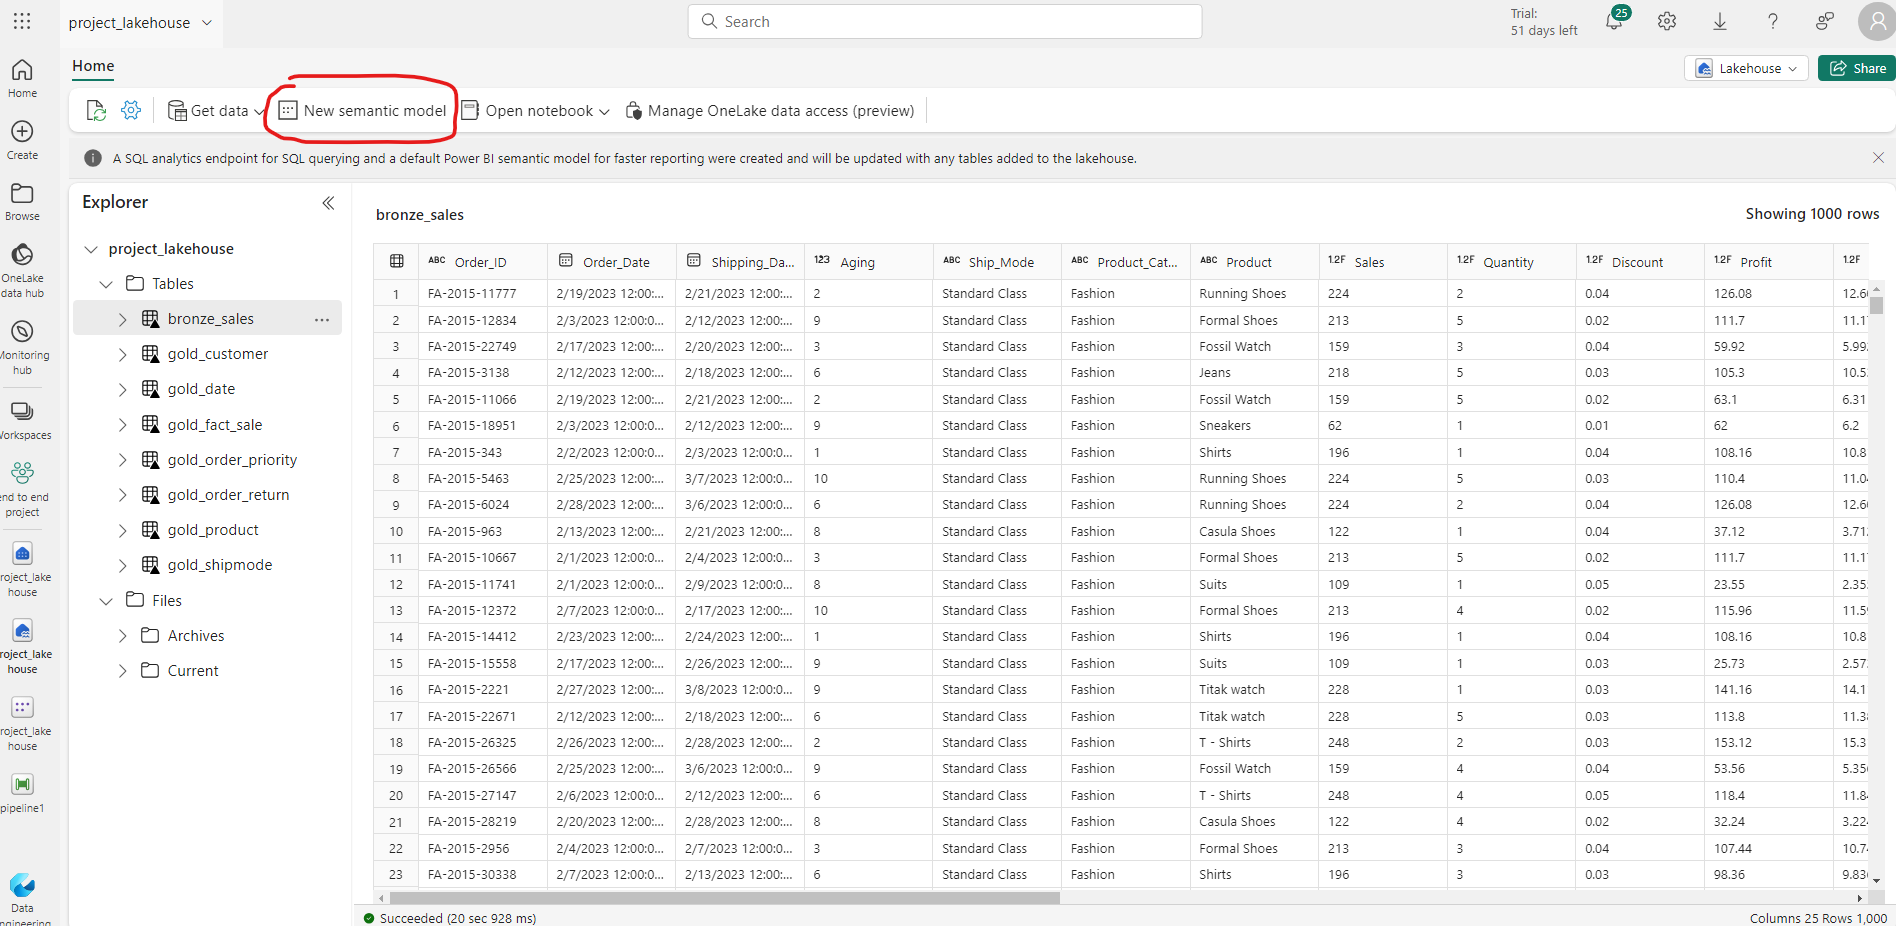 project_lakehouse
Search
Trial:
51 days left
25
Home
Lakehouse
Share
Get data
New semantic model
Open notebook
Manage OneLake data access (preview)
A SQL analytics endpoint for SQL querying and a default Power BI semantic model for faster reporting were created and will be updated with any tables added to the lakehouse.
Home
Create
Browse
OneLake
data hub
Monitoring
hub
Workspaces
end to end
project
roject_lake
house
roject_lake
house
roject_lake
house
pipeline1
Data
Explorer
project_lakehouse
Tables
bronze_sales
gold_customer
gold_date
gold_fact_sale
gold_order_priority
gold_order_return
gold_product
gold_shipmode
Files
Archives
Current
bronze_sales
Showing 1000 rows
ABC Order_ID Order_Date Shipping_Da... 123 Aging ABC Ship_Mode ABC Product_Cat... ABC Product 1.2F Sales 1.2F Quantity 1.2F Discount 1.2F Profit 1.2F
1 FA-2015-11777 2/19/2023 12:00:... 2/21/2023 12:00:... 2 Standard Class Fashion Running Shoes 224 2 0.04 126.08 12.60
2 FA-2015-12834 2/3/2023 12:00:0... 2/12/2023 12:00:... 9 Standard Class Fashion Formal Shoes 213 5 0.02 111.7 11.17
3 FA-2015-22749 2/17/2023 12:00:... 2/20/2023 12:00:... 3 Standard Class Fashion Fossil Watch 159 3 0.04 59.92 5.992
4 FA-2015-3138 2/12/2023 12:00:... 2/18/2023 12:00:... 6 Standard Class Fashion Jeans 218 5 0.03 105.3 10.5
5 FA-2015-11066 2/19/2023 12:00:... 2/21/2023 12:00:... 2 Standard Class Fashion Fossil Watch 159 5 0.02 63.1 6.31
6 FA-2015-18951 2/3/2023 12:00:0... 2/12/2023 12:00:... 9 Standard Class Fashion Sneakers 62 1 0.01 62 6.2
7 FA-2015-343 2/2/2023 12:00:0... 2/3/2023 12:00:0... 1 Standard Class Fashion Shirts 196 1 0.04 108.16 10.8
8 FA-2015-5463 2/25/2023 12:00:... 3/7/2023 12:00:0... 10 Standard Class Fashion Running Shoes 224 5 0.03 110.4 11.04
9 FA-2015-6024 2/28/2023 12:00:... 3/6/2023 12:00:0... 6 Standard Class Fashion Running Shoes 224 2 0.04 126.08 12.60
10 FA-2015-963 2/13/2023 12:00:... 2/21/2023 12:00:... 8 Standard Class Fashion Casula Shoes 122 1 0.04 37.12 3.712
11 FA-2015-10667 2/1/2023 12:00:0... 2/4/2023 12:00:0... 3 Standard Class Fashion Formal Shoes 213 5 0.02 111.7 11.17
12 FA-2015-11741 2/1/2023 12:00:0... 2/9/2023 12:00:0... 8 Standard Class Fashion Suits 109 1 0.05 23.55 2.35
13 FA-2015-12372 2/7/2023 12:00:0... 2/17/2023 12:00:... 10 Standard Class Fashion Formal Shoes 213 4 0.02 115.96 11.59
14 FA-2015-14412 2/23/2023 12:00:... 2/24/2023 12:00:... 1 Standard Class Fashion Shirts 196 1 0.04 108.16 10.8
15 FA-2015-15558 2/17/2023 12:00:... 2/26/2023 12:00:... 9 Standard Class Fashion Suits 109 1 0.03 25.73 2.57
16 FA-2015-2221 2/27/2023 12:00:... 3/8/2023 12:00:0... 9 Standard Class Fashion Titak watch 228 1 0.03 141.16 14.1
17 FA-2015-22671 2/12/2023 12:00:... 2/18/2023 12:00:... 6 Standard Class Fashion Titak watch 228 5 0.03 113.8 11.38
18 FA-2015-26325 2/26/2023 12:00:... 2/28/2023 12:00:... 2 Standard Class Fashion T - Shirts 248 2 0.03 153.12 15.3
19 FA-2015-26566 2/25/2023 12:00:... 3/6/2023 12:00:0... 9 Standard Class Fashion Fossil Watch 159 4 0.04 53.56 5.356
20 FA-2015-27147 2/6/2023 12:00:0... 2/12/2023 12:00:... 6 Standard Class Fashion T - Shirts 248 4 0.05 118.4 11.84
21 FA-2015-28219 2/20/2023 12:00:... 2/28/2023 12:00:... 8 Standard Class Fashion Casula Shoes 122 4 0.02 32.24 3.224
22 FA-2015-2956 2/4/2023 12:00:0... 2/7/2023 12:00:0... 3 Standard Class Fashion Formal Shoes 213 3 0.04 107.44 10.74
23 FA-2015-30338 2/7/2023 12:00:0... 2/13/2023 12:00:... 6 Standard Class Fashion Shirts 196 3 0.03 98.36 9.836
Succeeded (20 sec 928 ms)
Columns 25 Rows 1,000